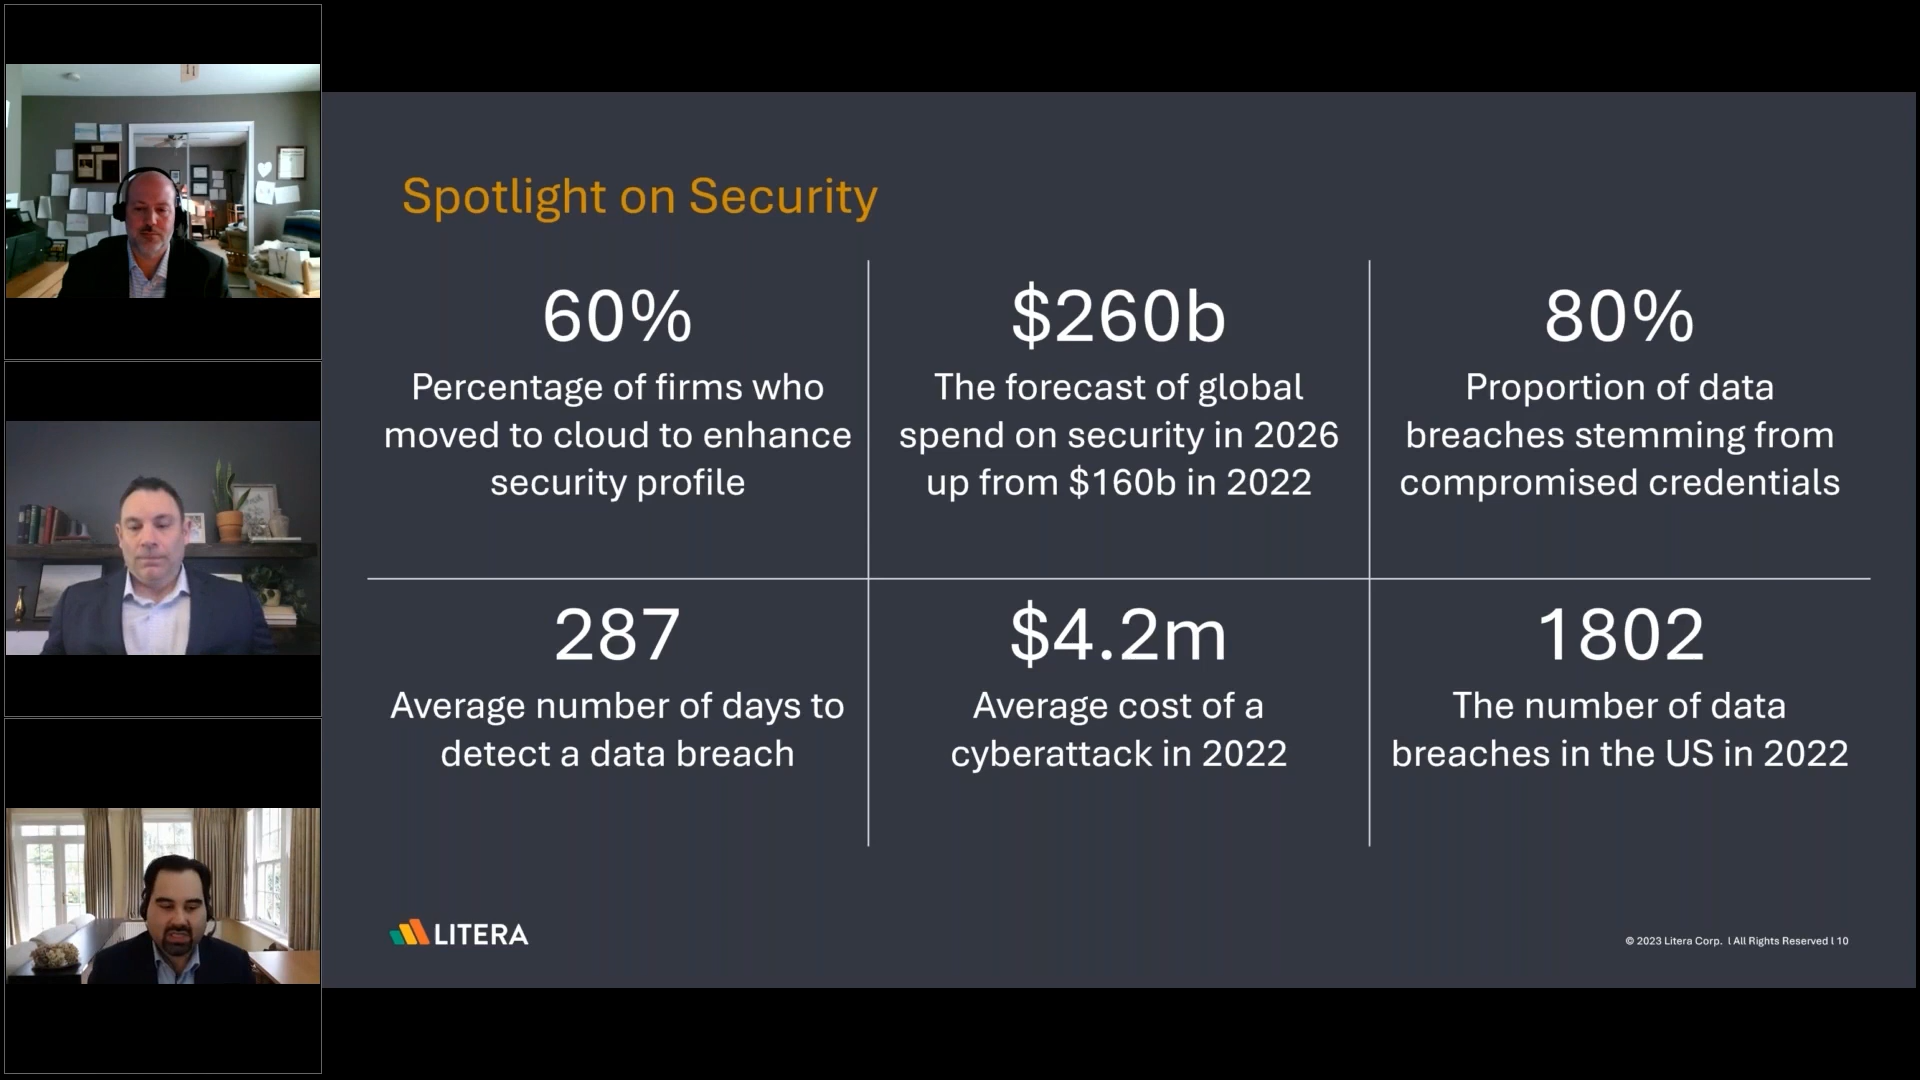 Spotlight on Security
60%
Percentage of firms who
moved to cloud to enhance
security profile
$260b
The forecast of global
spend on security in 2026
up from $160b in 2022
80%
Proportion of data
breaches stemming from
compromised credentials
287
Average number of days to
detect a data breach
$4.2m
Average cost of a
cyberattack in 2022
1802
The number of data
breaches in the US in 2022
LITERA
© 2023 Litera Corp. l All Rights Reserved l 10